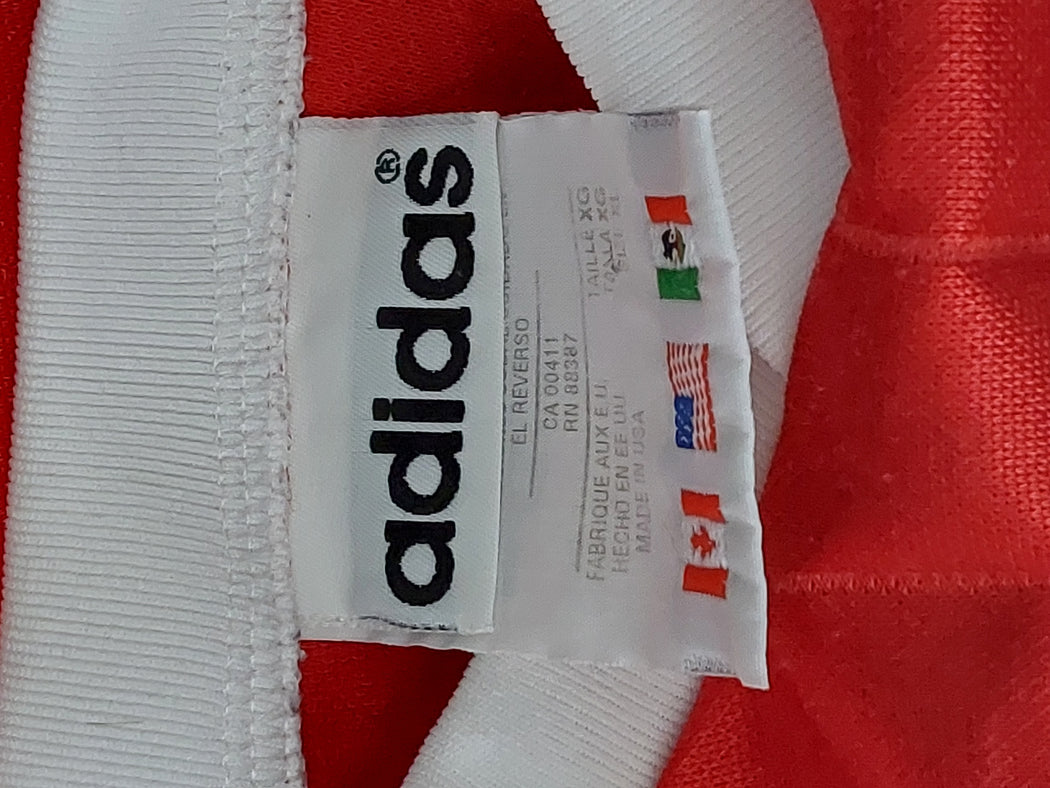 adidas®
EL REVERSO
CA 00411
RN 88387
TAILLE XG
TALLA XG
FABRIQUE AUX E U
HECHO EN EE UU
MADE IN USA